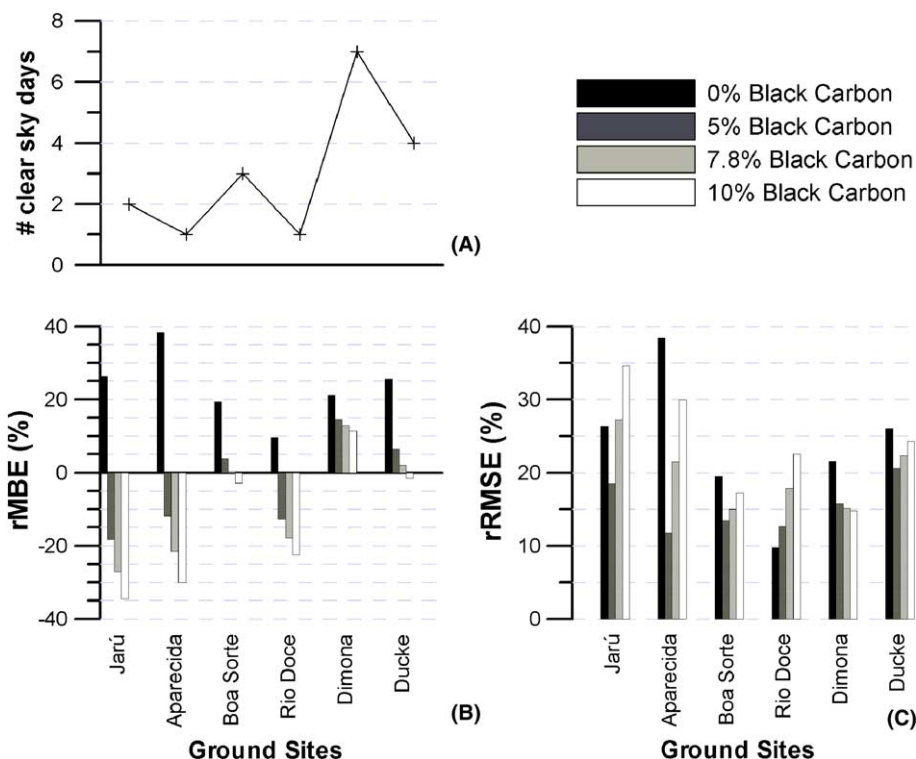 8
6
4
2
0
# clear sky days
(A)
0% Black Carbon
5% Black Carbon
7.8% Black Carbon
10% Black Carbon
40
20
0
-20
-40
rMBE (%)
Jarú
Aparecida
Boa Sorte
Rio Doce
Dimona
Ducke
(B)
Ground Sites
40
30
20
10
0
rRMSE (%)
Jarú
Aparecida
Boa Sorte
Rio Doce
Dimona
Ducke
(C)
Ground Sites